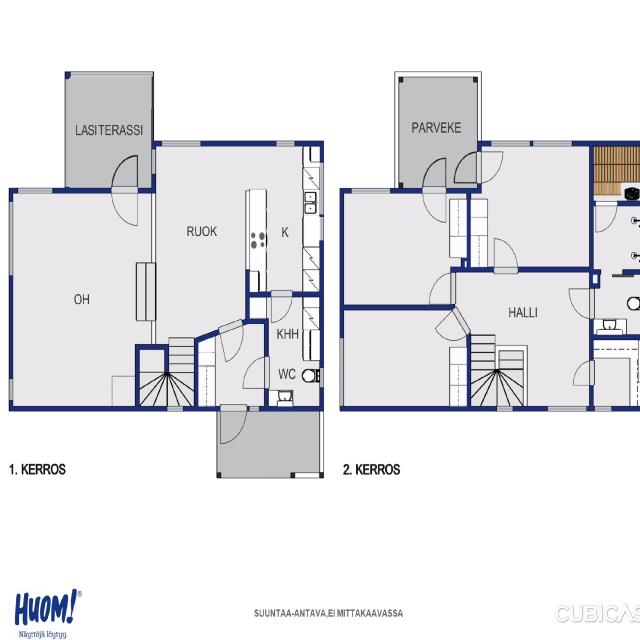 LASITERASSI
PARVEKE
RUOK
K
OH
HALLI
KHH
WC
1. KERROS
2. KERROS
HUOM!®
Näyttöjä löytyy.
SUUNTAA-ANTAVA,EI MITTAKAAVASSA
CUBICAS